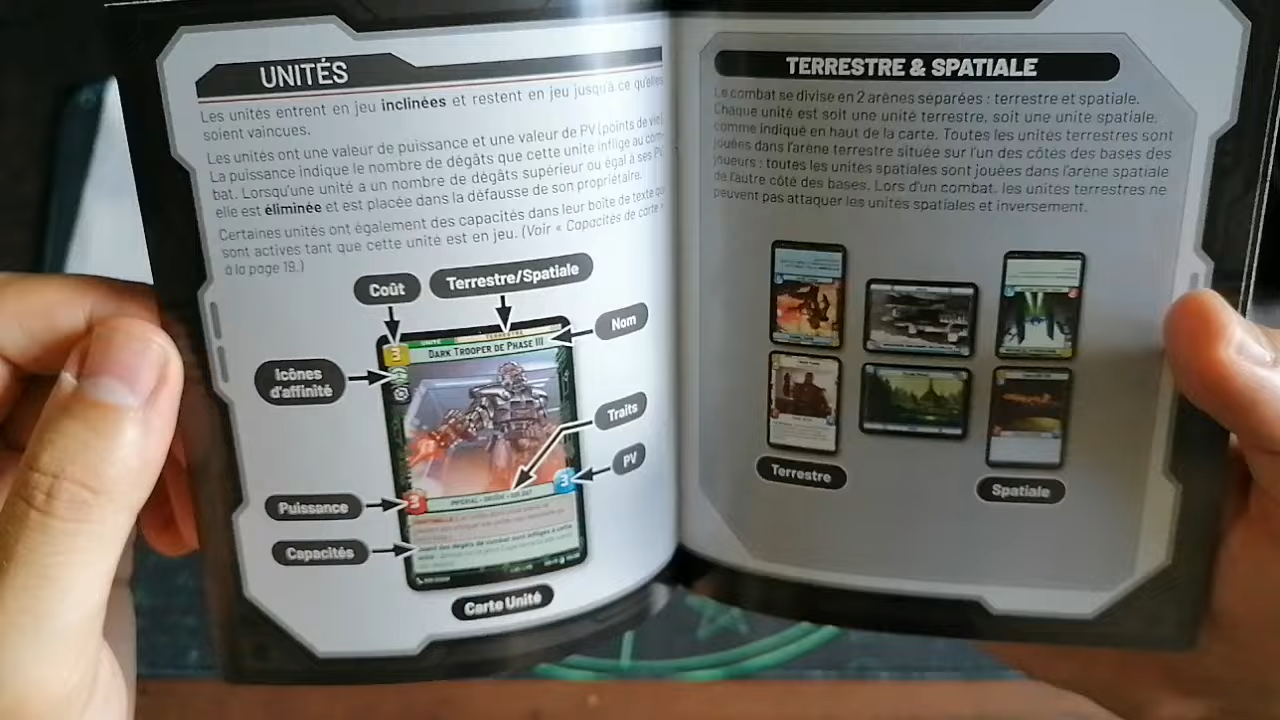 UNITÉS
Les unités entrent en jeu inclinées et restent en jeu jusqu'à ce qu'elles
soient vaincues.
Les unités ont une valeur de puissance et une valeur de PV (points de vie)
La puissance indique le nombre de dégâts que cette unité inflige au com-
bat. Lorsqu'une unité a un nombre de dégâts supérieur ou égal à ses PV
elle est éliminée et est placée dans la défausse de son propriétaire.
Certaines unités ont également des capacités dans leur boîte de texte qui
sont actives tant que cette unité est en jeu. (Voir « Capacités de carte »
à la page 19.)
Coût
Terrestre/Spatiale
Nom
Icônes
d'affinité
UNITÉ
TERRESTRE
3
DARK TROOPER DE PHASE III
Traits
PV
Puissance
3
3
IMPÉRIAL • DROÏDE • SOLDAT
Capacités
Carte Unité
TERRESTRE & SPATIALE
Le combat se divise en 2 arènes séparées : terrestre et spatiale.
Chaque unité est soit une unité terrestre, soit une unité spatiale,
comme indiqué en haut de la carte. Toutes les unités terrestres sont
jouées dans l'arène terrestre située sur l'un des côtés des bases des
joueurs : toutes les unités spatiales sont jouées dans l'arène spatiale
de l'autre côté des bases. Lors d'un combat, les unités terrestres ne
peuvent pas attaquer les unités spatiales et inversement.
Terrestre
Spatiale